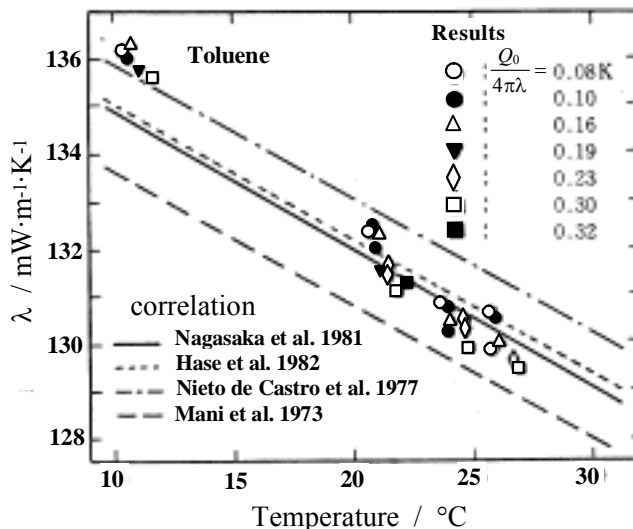 Toluene
Results
Q₀/4πλ = 0.08K
0.10
0.16
0.19
0.23
0.30
0.32
136
134
132
130
128
λ / mW·m⁻¹·K⁻¹
correlation
Nagasaka et al. 1981
Hase et al. 1982
Nieto de Castro et al. 1977
Mani et al. 1973
10 15 20 25 30
Temperature / °C